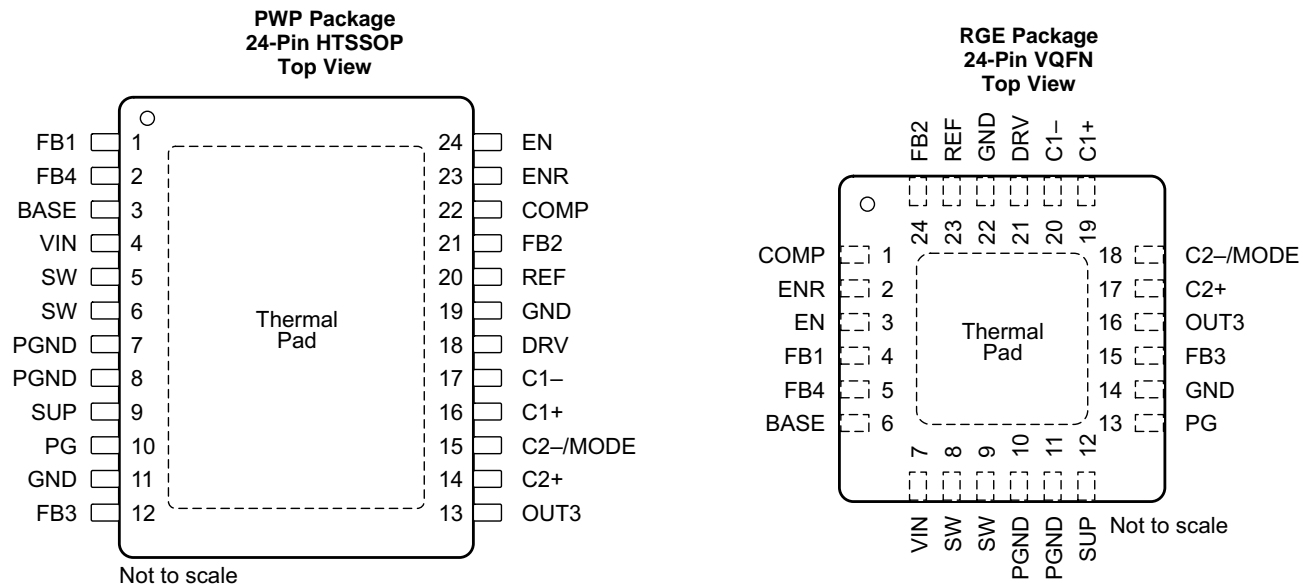 PWP Package
24-Pin HTSSOP
Top View
FB1 1
FB4 2
BASE 3
VIN 4
SW 5
SW 6
PGND 7
PGND 8
SUP 9
PG 10
GND 11
FB3 12
Thermal
Pad
24 EN
23 ENR
22 COMP
21 FB2
20 REF
19 GND
18 DRV
17 C1–
16 C1+
15 C2–/MODE
14 C2+
13 OUT3
Not to scale
RGE Package
24-Pin VQFN
Top View
FB2 REF GND DRV C1– C1+
24 23 22 21 20 19
COMP 1
ENR 2
EN 3
FB1 4
FB4 5
BASE 6
Thermal
Pad
18 C2–/MODE
17 C2+
16 OUT3
15 FB3
14 GND
13 PG
7 8 9 10 11 12
VIN SW SW PGND PGND SUP
Not to scale